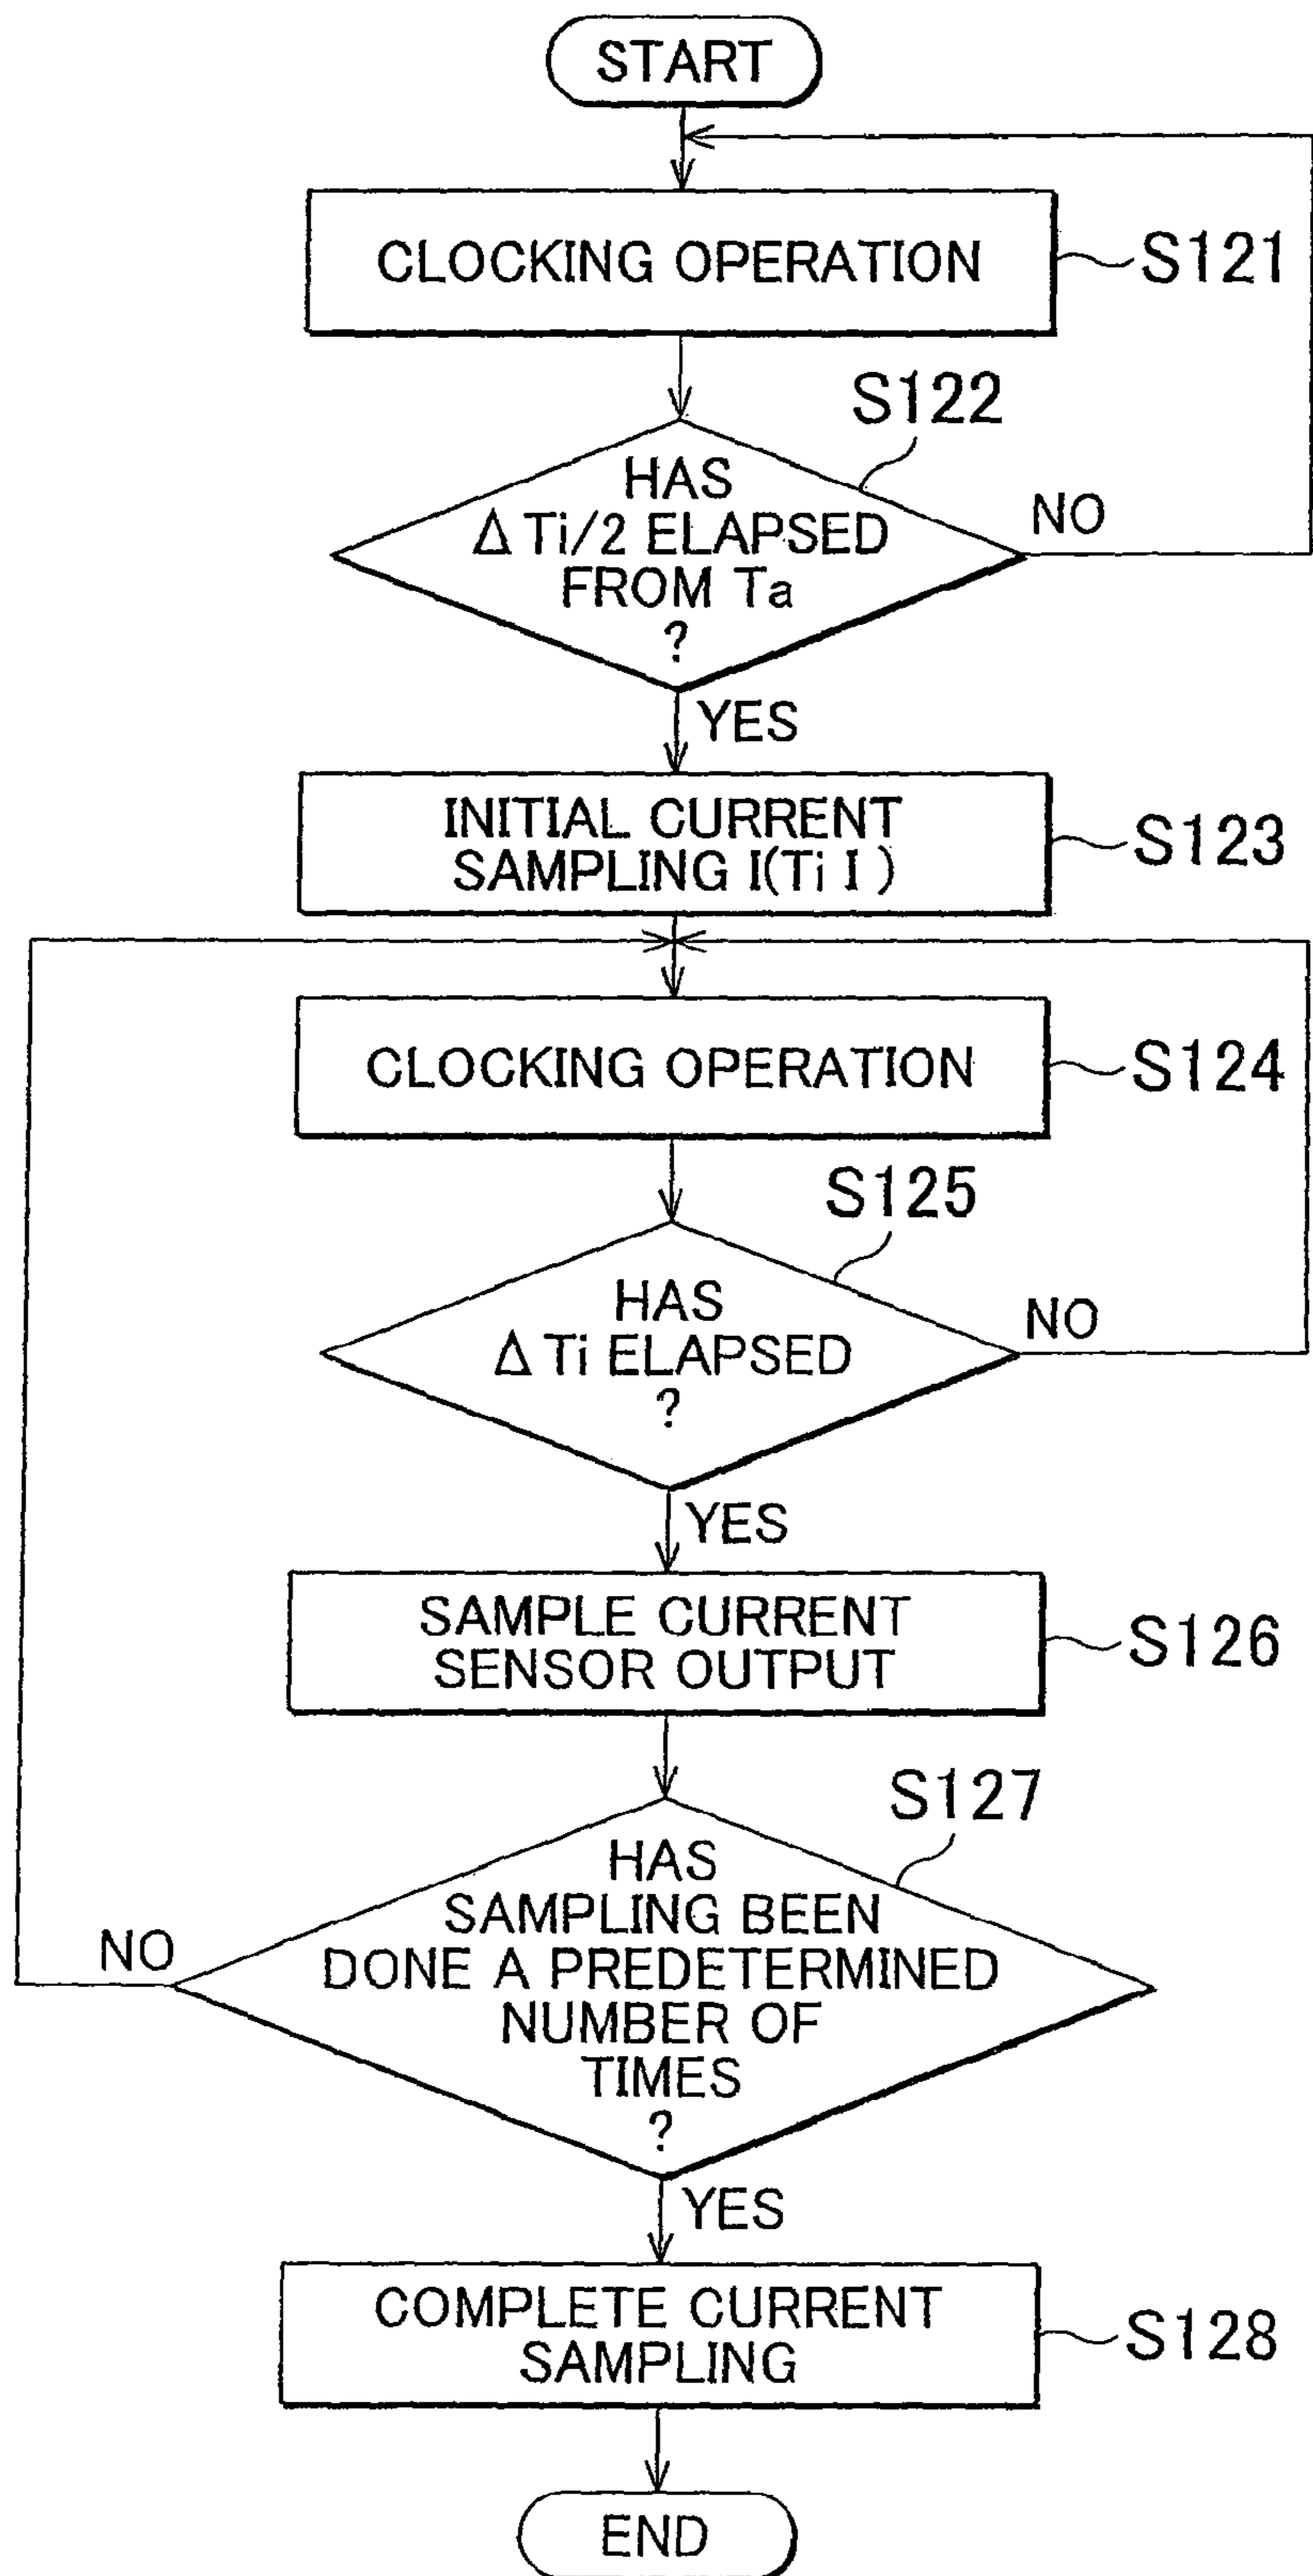 START
CLOCKING OPERATION
S121
S122
HAS
Δ Ti/2 ELAPSED
FROM Ta
?
NO
YES
INITIAL CURRENT
SAMPLING I(Ti I )
S123
CLOCKING OPERATION
S124
S125
HAS
Δ Ti ELAPSED
?
NO
YES
SAMPLE CURRENT
SENSOR OUTPUT
S126
S127
HAS
SAMPLING BEEN
DONE A PREDETERMINED
NUMBER OF
TIMES
?
NO
YES
COMPLETE CURRENT
SAMPLING
S128
END